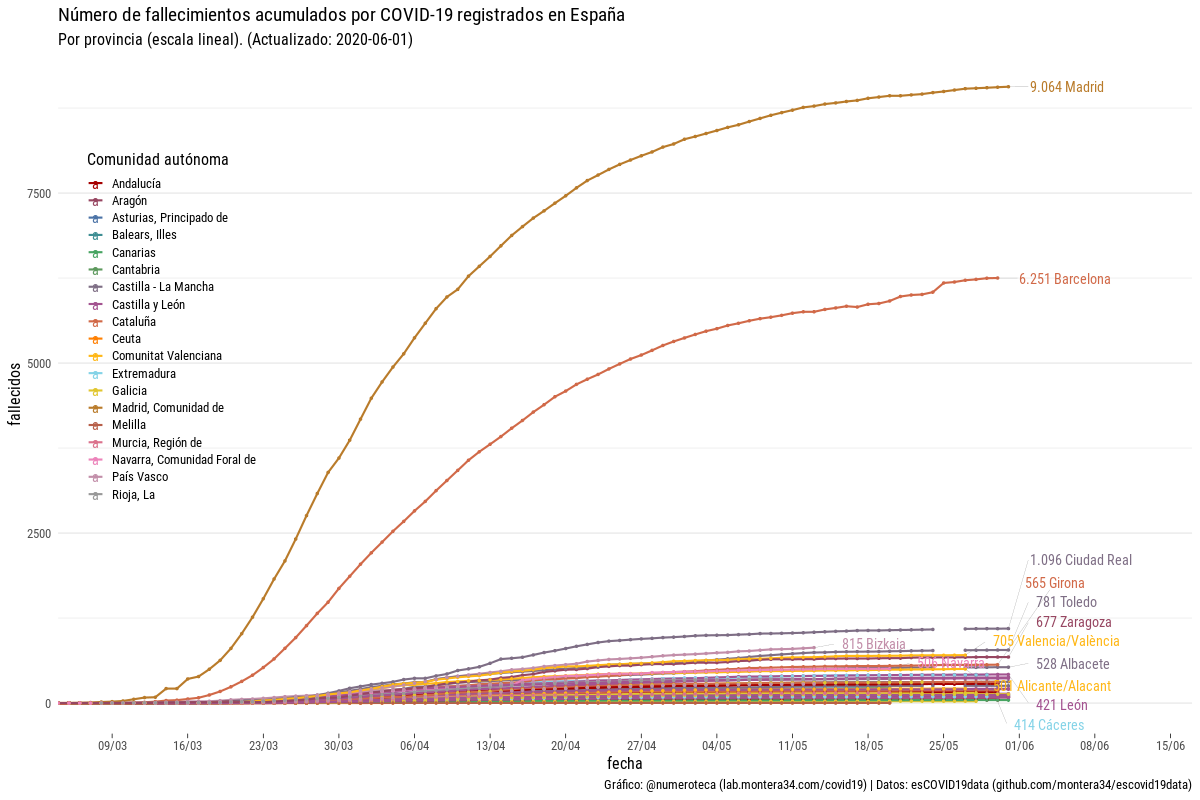 Número de fallecimientos acumulados por COVID-19 registrados en España
Por provincia (escala lineal). (Actualizado: 2020-06-01)
9.064 Madrid
Comunidad autónoma
Andalucía
Aragón
Asturias, Principado de
Balears, Illes
Canarias
Cantabria
Castilla - La Mancha
Castilla y León
Cataluña
Ceuta
Comunitat Valenciana
Extremadura
Galicia
Madrid, Comunidad de
Melilla
Murcia, Región de
Navarra, Comunidad Foral de
País Vasco
Rioja, La
6.251 Barcelona
7500
5000
2500
0
fallecidos
1.096 Ciudad Real
565 Girona
781 Toledo
677 Zaragoza
705 Valencia/València
815 Bizkaia
Navarra
528 Albacete
Alicante/Alacant
421 León
414 Cáceres
09/03 16/03 23/03 30/03 06/04 13/04 20/04 27/04 04/05 11/05 18/05 25/05 01/06 08/06 15/06
fecha
Gráfico: @numeroteca (lab.montera34.com/covid19) | Datos: esCOVID19data (github.com/montera34/escovid19data)